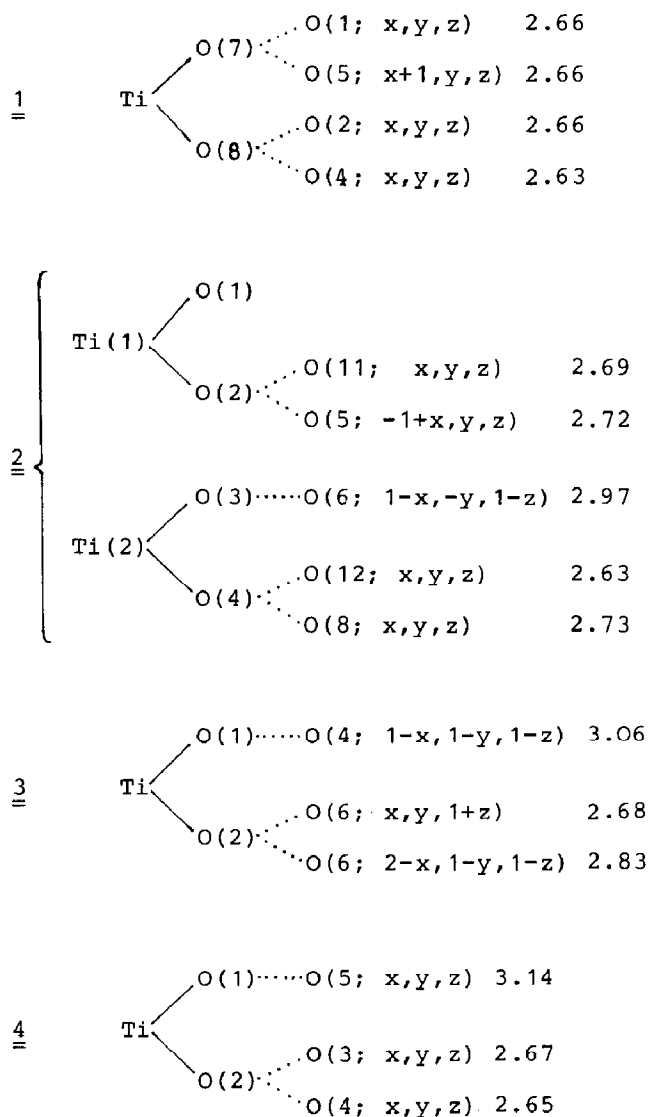 O(1; x,y,z) 2.66
O(7)
O(5; x+1,y,z) 2.66
1 Ti
O(2; x,y,z) 2.66
O(8)
O(4; x,y,z) 2.63
O(1)
Ti(1)
O(11; x,y,z) 2.69
O(2)
O(5; -1+x,y,z) 2.72
2
O(3) O(6; 1-x,-y,1-z) 2.97
Ti(2)
O(12; x,y,z) 2.63
O(4)
O(8; x,y,z) 2.73
O(1) O(4; 1-x,1-y,1-z) 3.06
3 Ti
O(6; x,y,1+z) 2.68
O(2)
O(6; 2-x,1-y,1-z) 2.83
O(1) O(5; x,y,z) 3.14
4 Ti
O(3; x,y,z) 2.67
O(2)
O(4; x,y,z) 2.65